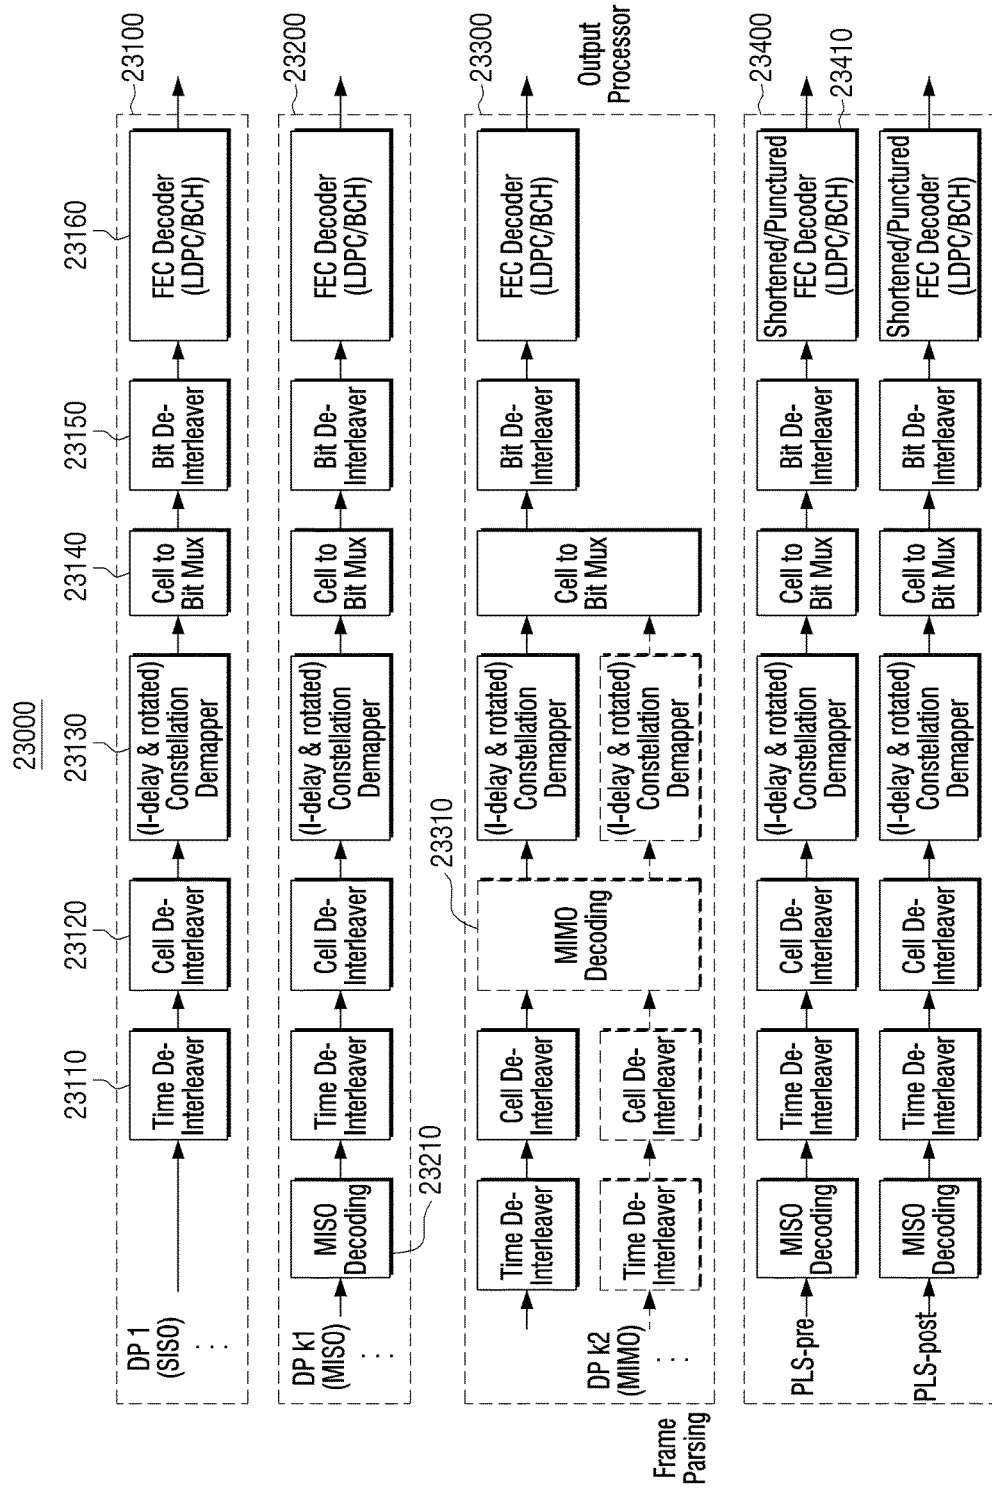 23000
23110
23120
23130
23140
23150
23160
23100
DP 1
(SISO)
. . .
Time De-
Interleaver
Cell De-
Interleaver
(I-delay & rotated)
Constellation
Demapper
Cell to
Bit Mux
Bit De-
Interleaver
FEC Decoder
(LDPC/BCH)
23200
DP k1
(MISO)
. . .
MISO
Decoding
23210
Time De-
Interleaver
Cell De-
Interleaver
(I-delay & rotated)
Constellation
Demapper
Cell to
Bit Mux
Bit De-
Interleaver
FEC Decoder
(LDPC/BCH)
23310
23300
Time De-
Interleaver
Cell De-
Interleaver
MIMO
Decoding
(I-delay & rotated)
Constellation
Demapper
Cell to
Bit Mux
Bit De-
Interleaver
FEC Decoder
(LDPC/BCH)
DP k2
(MIMO)
. . .
Time De-
Interleaver
Cell De-
Interleaver
(I-delay & rotated)
Constellation
Demapper
Output
Processor
Frame
Parsing
23400
PLS-pre
MISO
Decoding
Time De-
Interleaver
Cell De-
Interleaver
(I-delay & rotated)
Constellation
Demapper
Cell to
Bit Mux
Bit De-
Interleaver
Shortened/Punctured
FEC Decoder
(LDPC/BCH)
23410
PLS-post
MISO
Decoding
Time De-
Interleaver
Cell De-
Interleaver
(I-delay & rotated)
Constellation
Demapper
Cell to
Bit Mux
Bit De-
Interleaver
Shortened/Punctured
FEC Decoder
(LDPC/BCH)